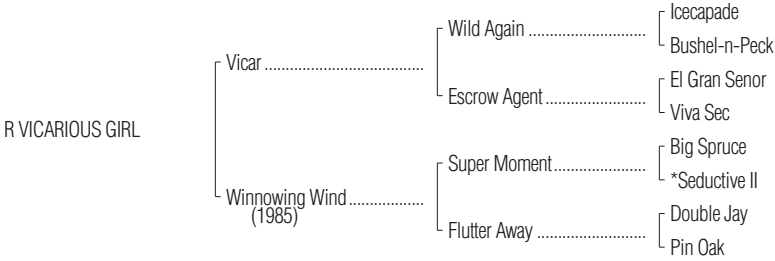 Icecapade
Wild Again ..............................
Bushel-n-Peck
Vicar .........................................
El Gran Senor
Escrow Agent ..........................
Viva Sec
R VICARIOUS GIRL
Big Spruce
Super Moment........................
*Seductive II
Winnowing Wind...................
(1985)
Double Jay
Flutter Away ............................
Pin Oak